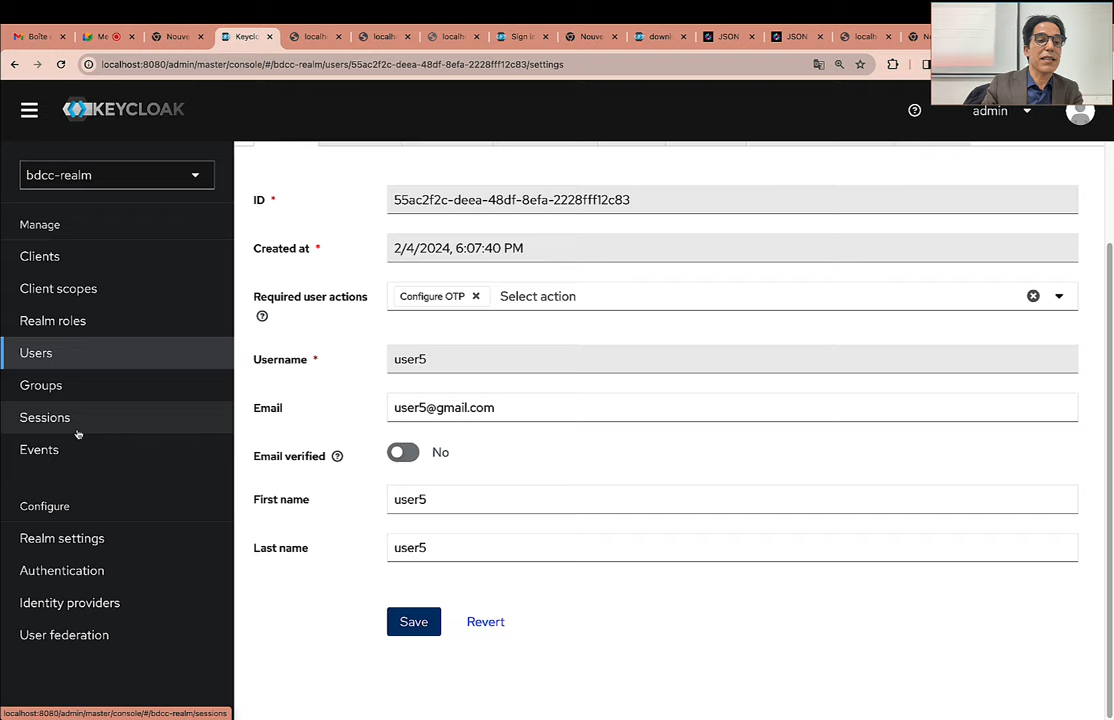 Boîte
Me
Nouve
Keyclo
localh
localh
localh
Sign i
Nouve
downl
JSON
JSON
localh
localhost:8080/admin/master/console/#/bdcc-realm/users/55ac2f2c-deea-48df-8efa-2228fff12c83/settings
KEYCLOAK
admin
bdcc-realm
Manage
Clients
Client scopes
Realm roles
Users
Groups
Sessions
Events
Configure
Realm settings
Authentication
Identity providers
User federation
ID *
55ac2f2c-deea-48df-8efa-2228fff12c83
Created at *
2/4/2024, 6:07:40 PM
Required user actions
Configure OTP
Select action
Username *
user5
Email
user5@gmail.com
Email verified
No
First name
user5
Last name
user5
Save
Revert
localhost:8080/admin/master/console/#/bdcc-realm/sessions